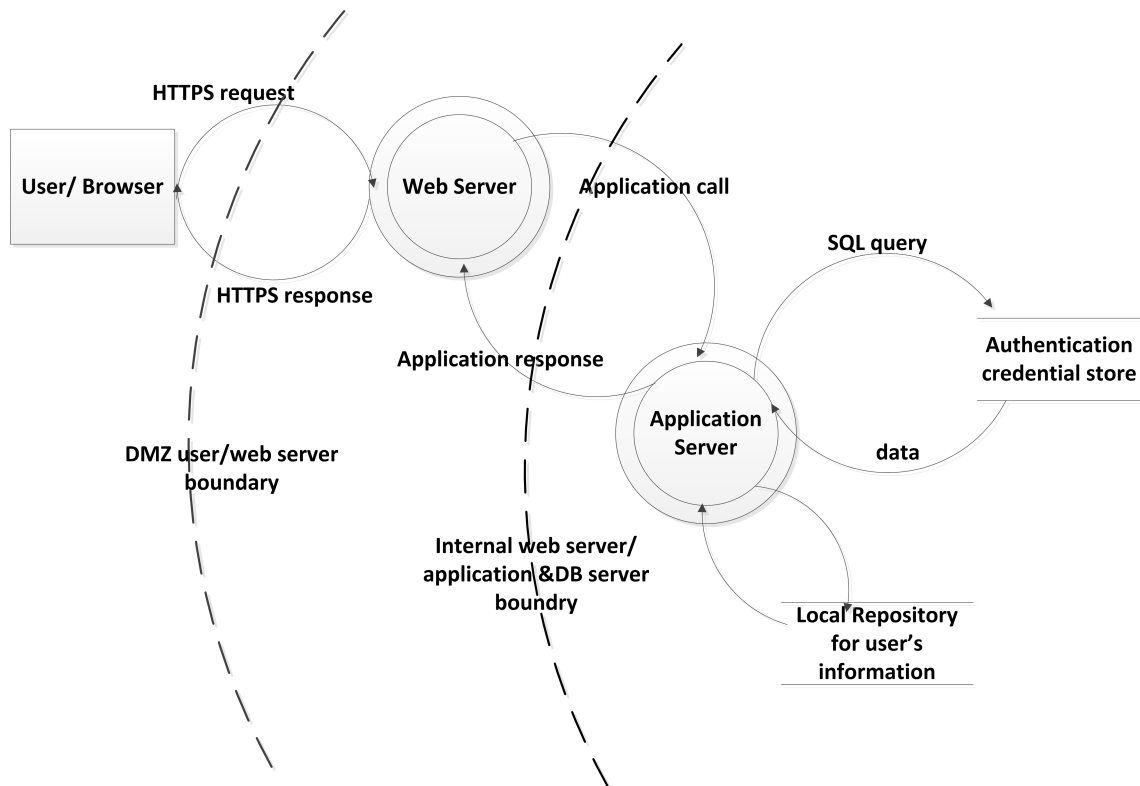 HTTPS request
User/ Browser
Web Server
Application call
SQL query
HTTPS response
Authentication
credential store
Application response
Application
Server
data
DMZ user/web server
boundary
Internal web server/
application &DB server
boundry
Local Repository
for user's
information